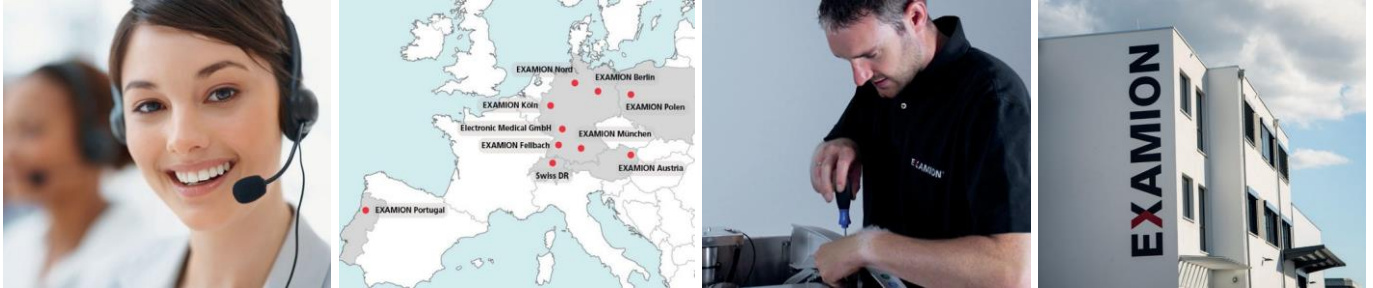 EXAMION Nord
EXAMION Berlin
EXAMION Köln
EXAMION Polen
Electronic Medical GmbH
EXAMION München
EXAMION Fellbach
EXAMION Austria
Swiss DR
EXAMION Portugal
EXAMION
EXAMION